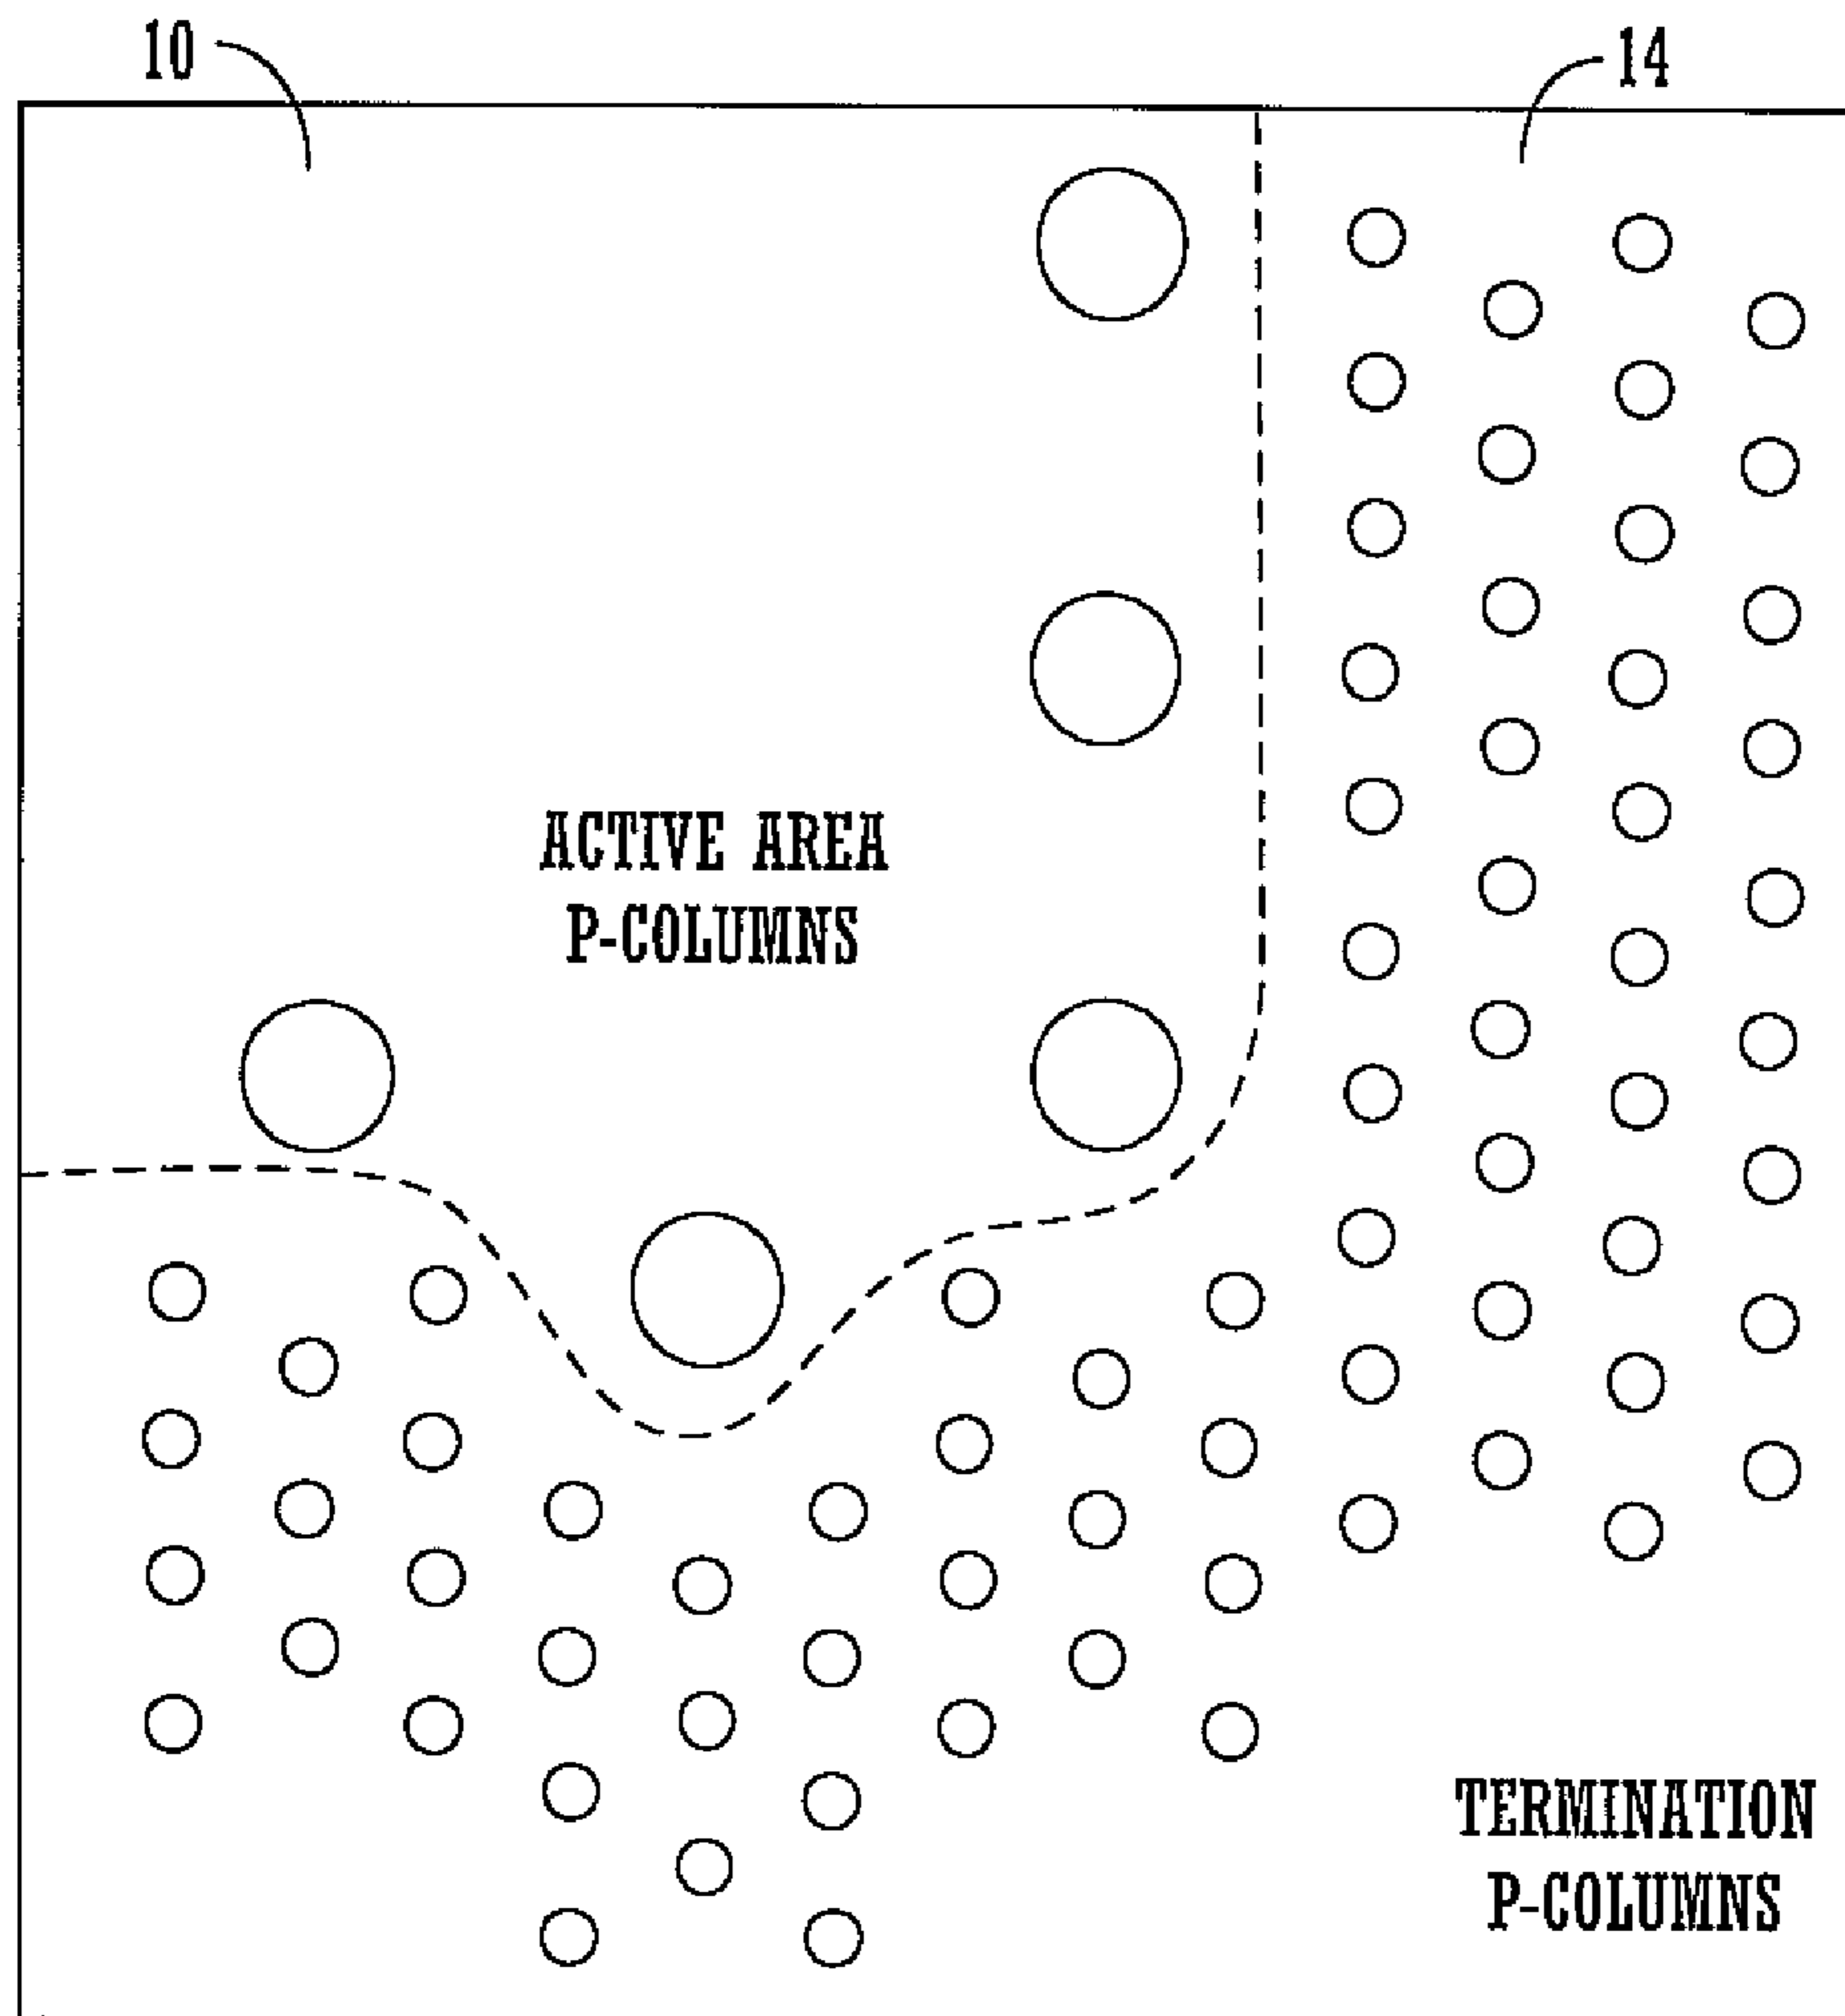 10
14
ACTIVE AREA
P-COLUMNS
TERMINATION
P-COLUMNS